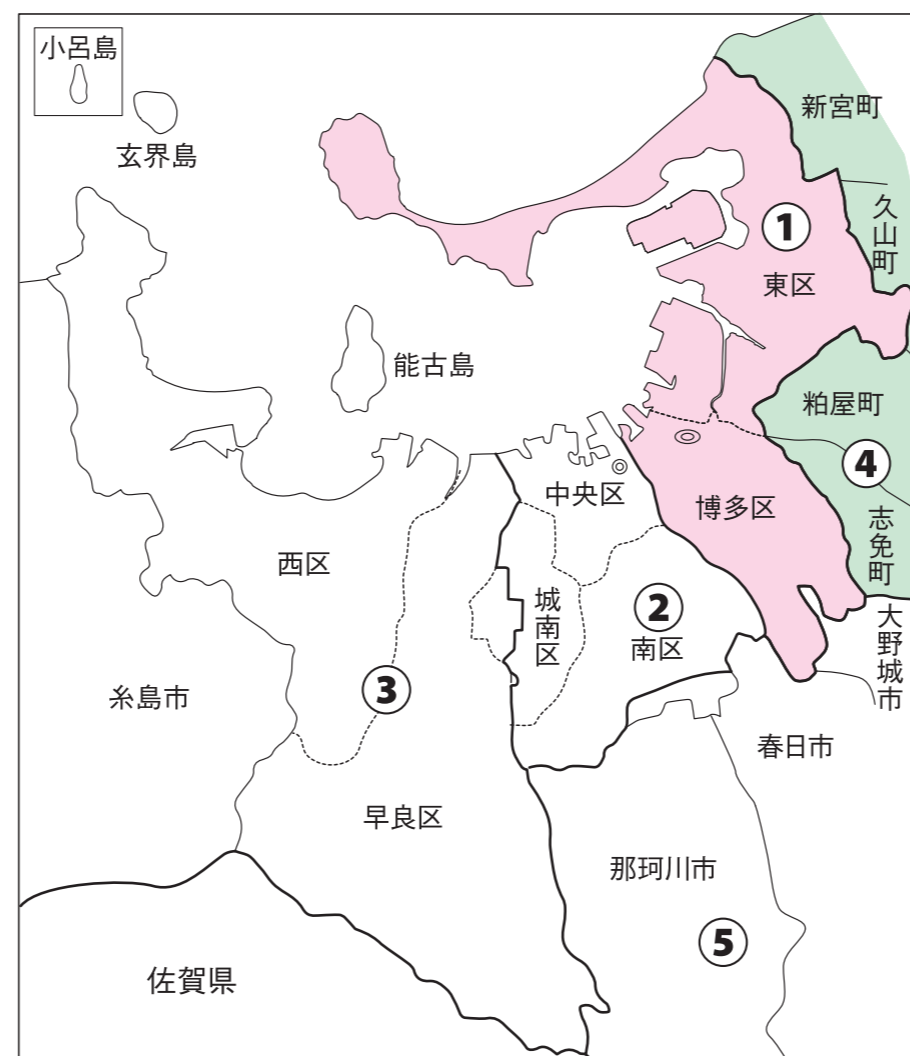 小呂島
玄界島
新宮町
久山町
①
東区
能古島
粕屋町
④
中央区
博多区
志免町
西区
城南区
②
南区
大野城市
③
糸島市
春日市
早良区
那珂川市
⑤
佐賀県